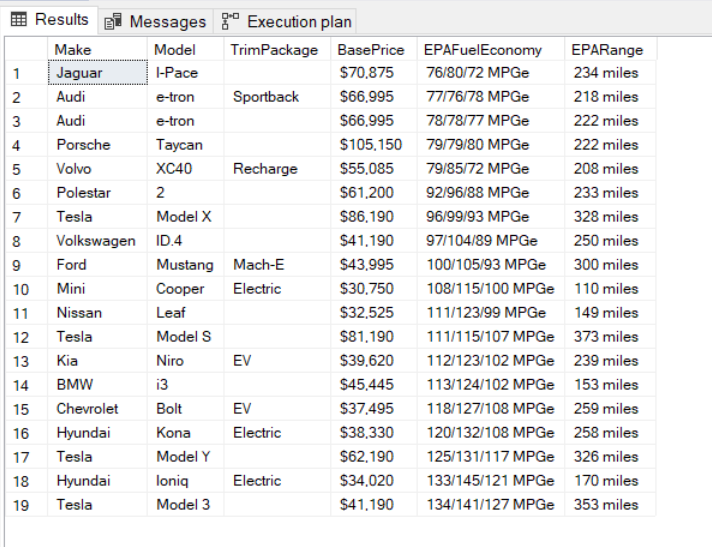 Results Messages Execution plan
Make Model TrimPackage BasePrice EPAFuelEconomy EPARange
1 Jaguar I-Pace $70,875 76/80/72 MPGe 234 miles
2 Audi e-tron Sportback $66,995 77/76/78 MPGe 218 miles
3 Audi e-tron $66,995 78/78/77 MPGe 222 miles
4 Porsche Taycan $105,150 79/79/80 MPGe 222 miles
5 Volvo XC40 Recharge $55,085 79/85/72 MPGe 208 miles
6 Polestar 2 $61,200 92/96/88 MPGe 233 miles
7 Tesla Model X $86,190 96/99/93 MPGe 328 miles
8 Volkswagen ID.4 $41,190 97/104/89 MPGe 250 miles
9 Ford Mustang Mach-E $43,995 100/105/93 MPGe 300 miles
10 Mini Cooper Electric $30,750 108/115/100 MPGe 110 miles
11 Nissan Leaf $32,525 111/123/99 MPGe 149 miles
12 Tesla Model S $81,190 111/115/107 MPGe 373 miles
13 Kia Niro EV $39,620 112/123/102 MPGe 239 miles
14 BMW i3 $45,445 113/124/102 MPGe 153 miles
15 Chevrolet Bolt EV $37,495 118/127/108 MPGe 259 miles
16 Hyundai Kona Electric $38,330 120/132/108 MPGe 258 miles
17 Tesla Model Y $62,190 125/131/117 MPGe 326 miles
18 Hyundai Ioniq Electric $34,020 133/145/121 MPGe 170 miles
19 Tesla Model 3 $41,190 134/141/127 MPGe 353 miles